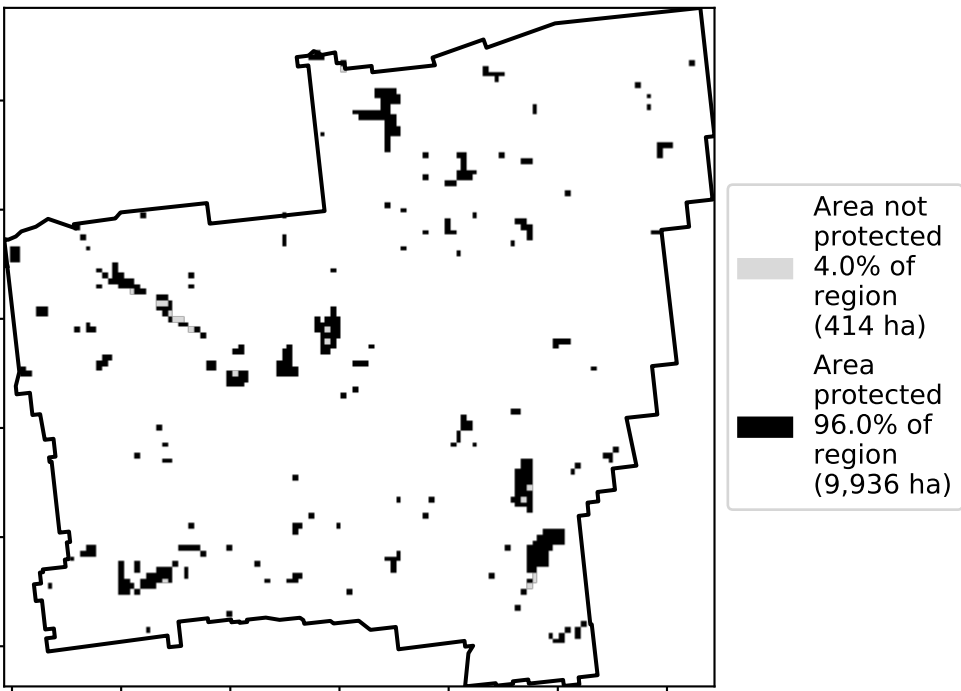 Area not
protected
4.0% of
region
(414 ha)
Area
protected
96.0% of
region
(9,936 ha)